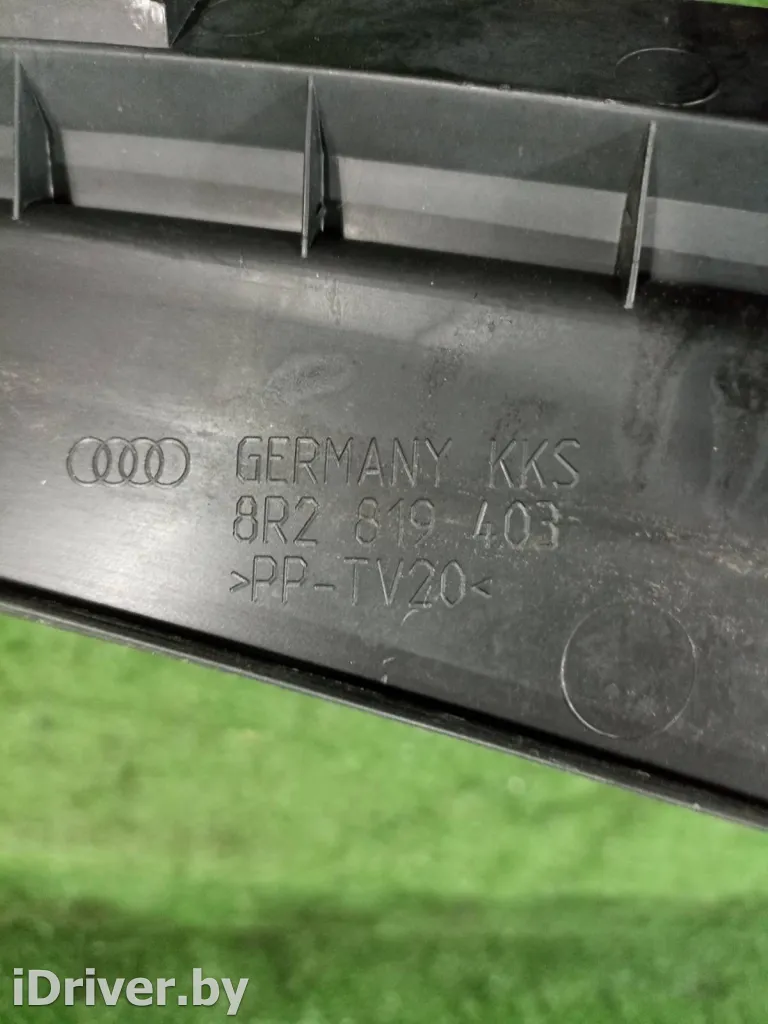 GERMANY KKS
8R2 819 403
>PP-TV20<
iDriver.by